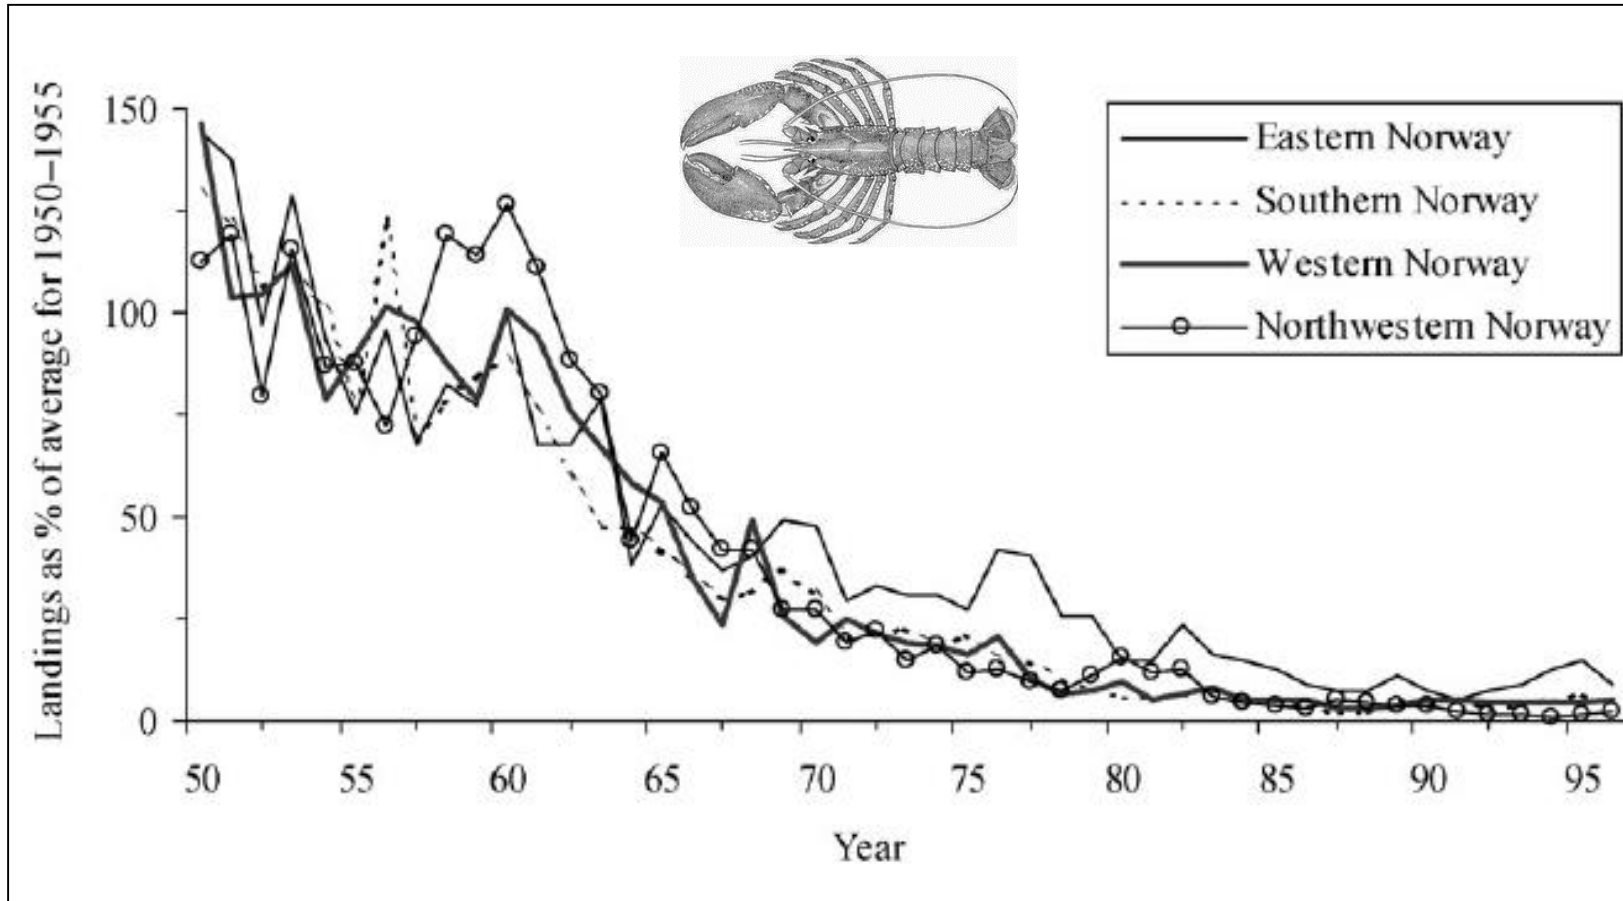 Landings as % of average for 1950–1955
150
100
50
0
Eastern Norway
Southern Norway
Western Norway
Northwestern Norway
50 55 60 65 70 75 80 85 90 95
Year